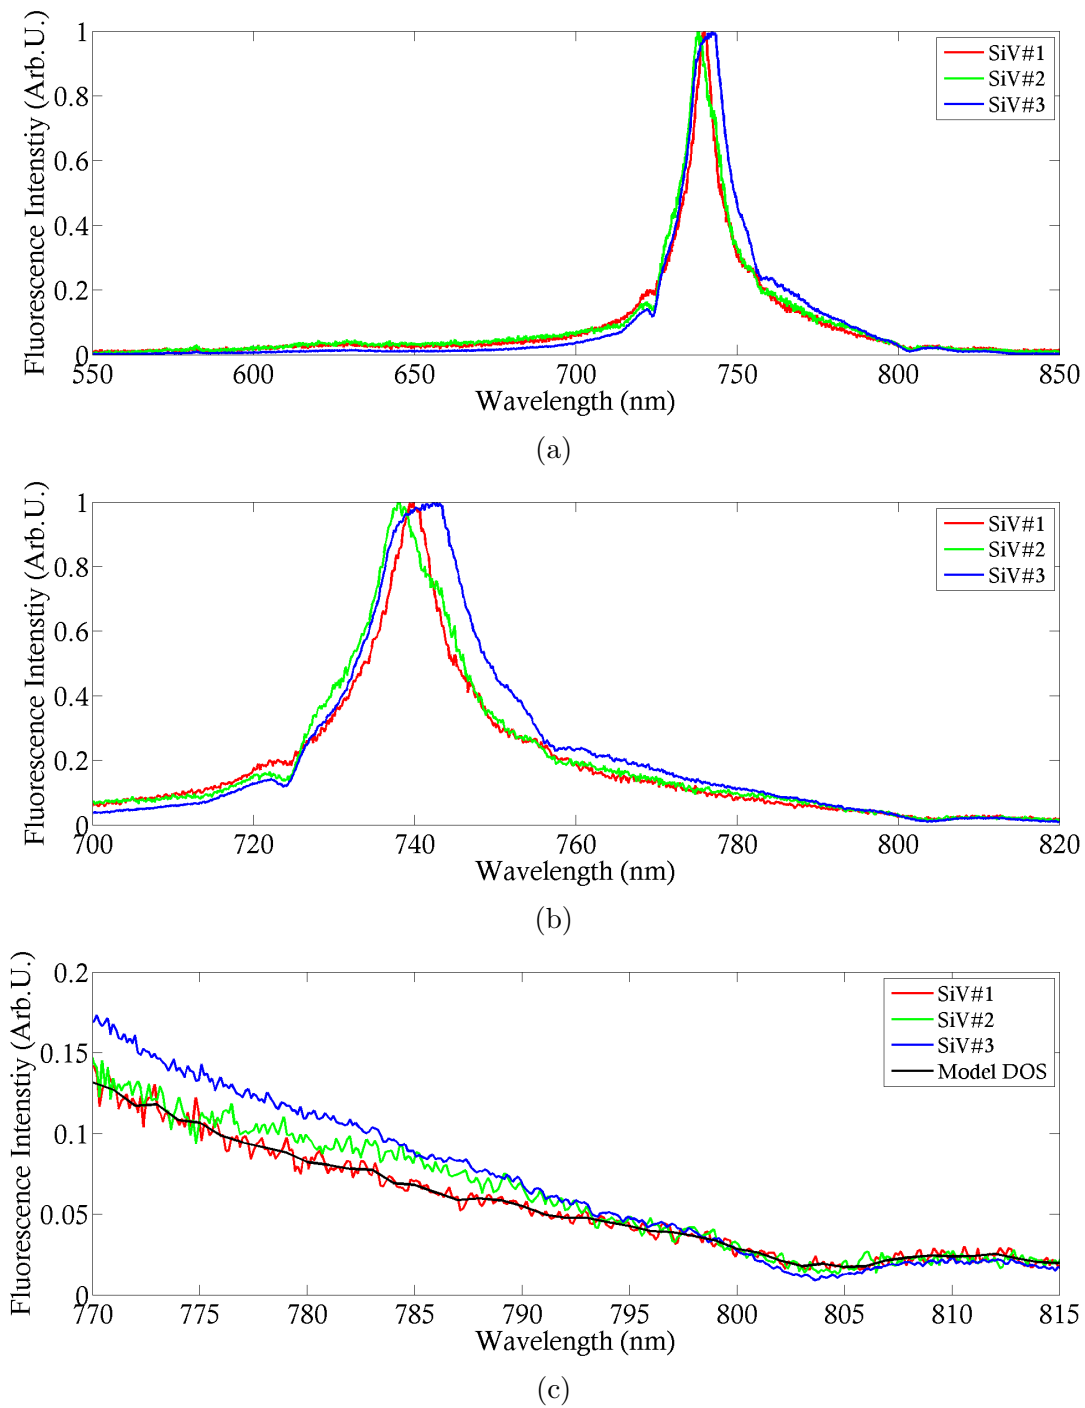 Fluorescence Intenstiy (Arb.U.)
1
0.8
0.6
0.4
0.2
0
550 600 650 700 750 800 850
Wavelength (nm)
SiV#1
SiV#2
SiV#3
(a)
Fluorescence Intenstiy (Arb.U.)
1
0.8
0.6
0.4
0.2
0
700 720 740 760 780 800 820
Wavelength (nm)
SiV#1
SiV#2
SiV#3
(b)
Fluorescence Intenstiy (Arb.U.)
0.2
0.15
0.1
0.05
0
770 775 780 785 790 795 800 805 810 815
Wavelength (nm)
SiV#1
SiV#2
SiV#3
Model DOS
(c)